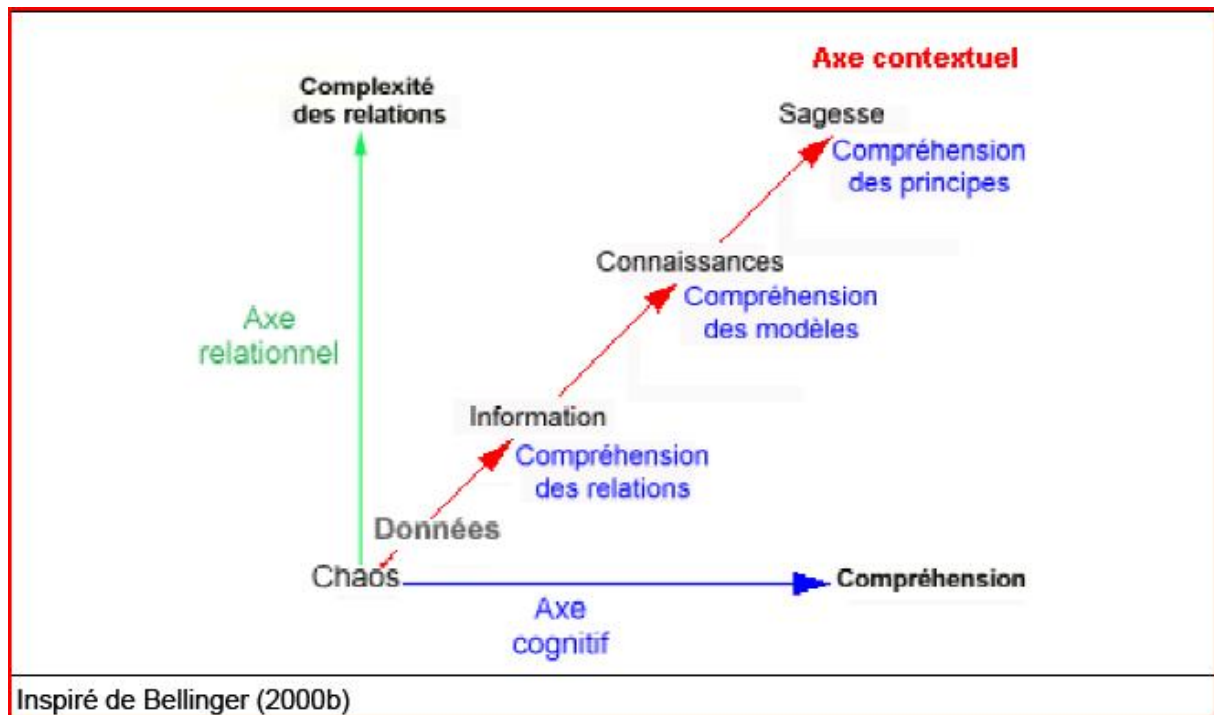 Axe contextuel
Complexité
des relations
Sagesse
Compréhension
des principes
Connaissances
Compréhension
des modèles
Axe
relationnel
Information
Compréhension
des relations
Données
Chaos
Compréhension
Axe
cognitif
Inspiré de Bellinger (2000b)